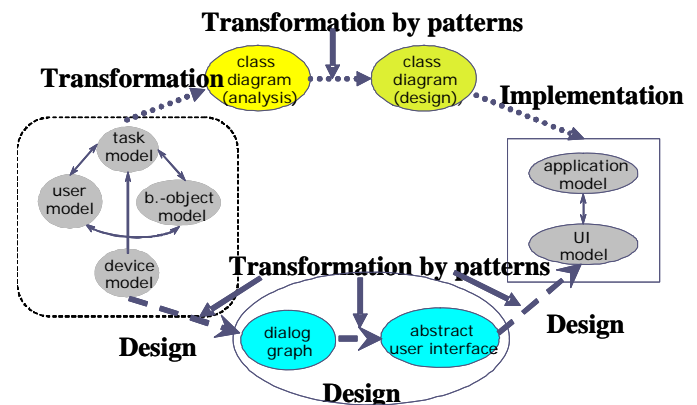 Transformation by patterns
class
diagram
(analysis)
class
diagram
(design)
Transformation
Implementation
task
model
user
model
b.-object
model
device
model
application
model
UI
model
Transformation by patterns
Design
dialog
graph
abstract
user interface
Design
Design